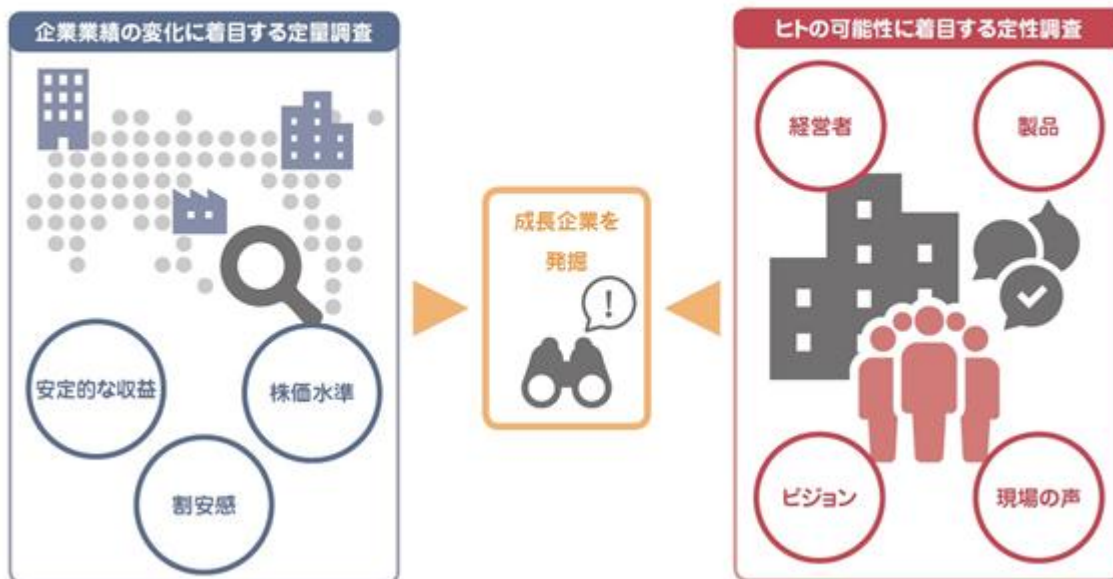 企業業績の変化に着目する定量調査
安定的な収益
株価水準
割安感
成長企業を
発掘
!
ヒトの可能性に着目する定性調査
経営者
製品
ビジョン
現場の声